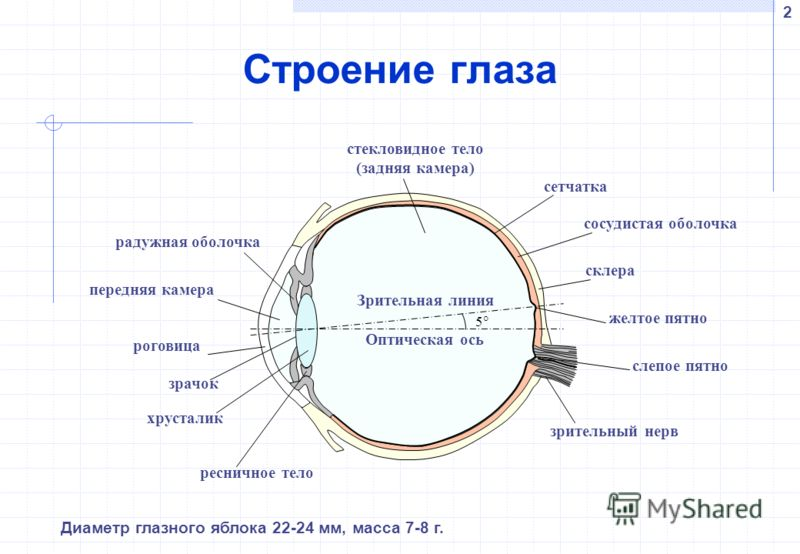 2
Строение глаза
стекловидное тело
(задняя камера)
сетчатка
сосудистая оболочка
радужная оболочка
склера
передняя камера
Зрительная линия
5°
желтое пятно
Оптическая ось
роговица
слепое пятно
зрачок
хрусталик
зрительный нерв
ресничное тело
MyShared
Диаметр глазного яблока 22-24 мм, масса 7-8 г.